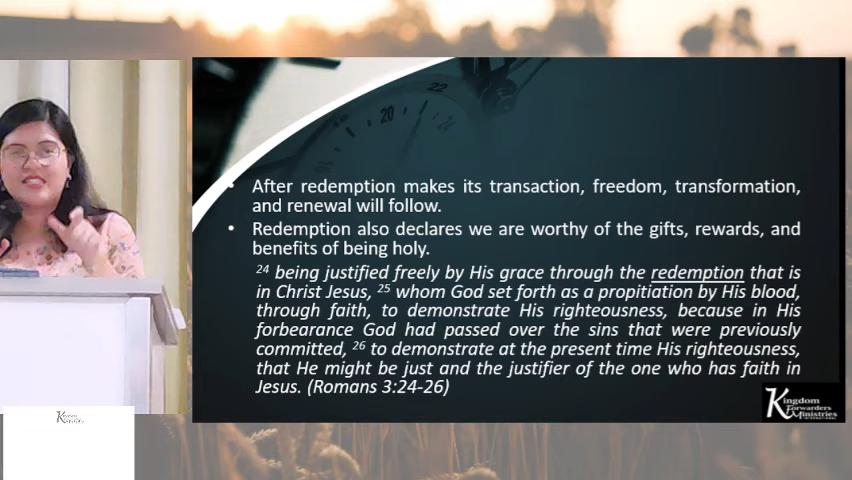 22
20
24
• After redemption makes its transaction, freedom, transformation,
and renewal will follow.
• Redemption also declares we are worthy of the gifts, rewards, and
benefits of being holy.
24 being justified freely by His grace through the redemption that is
in Christ Jesus, 25 whom God set forth as a propitiation by His blood,
through faith, to demonstrate His righteousness, because in His
forbearance God had passed over the sins that were previously
committed, 26 to demonstrate at the present time His righteousness,
that He might be just and the justifier of the one who has faith in
Jesus. (Romans 3:24-26)
Kingdom
Forwarders
Ministries
INTERNATIONAL